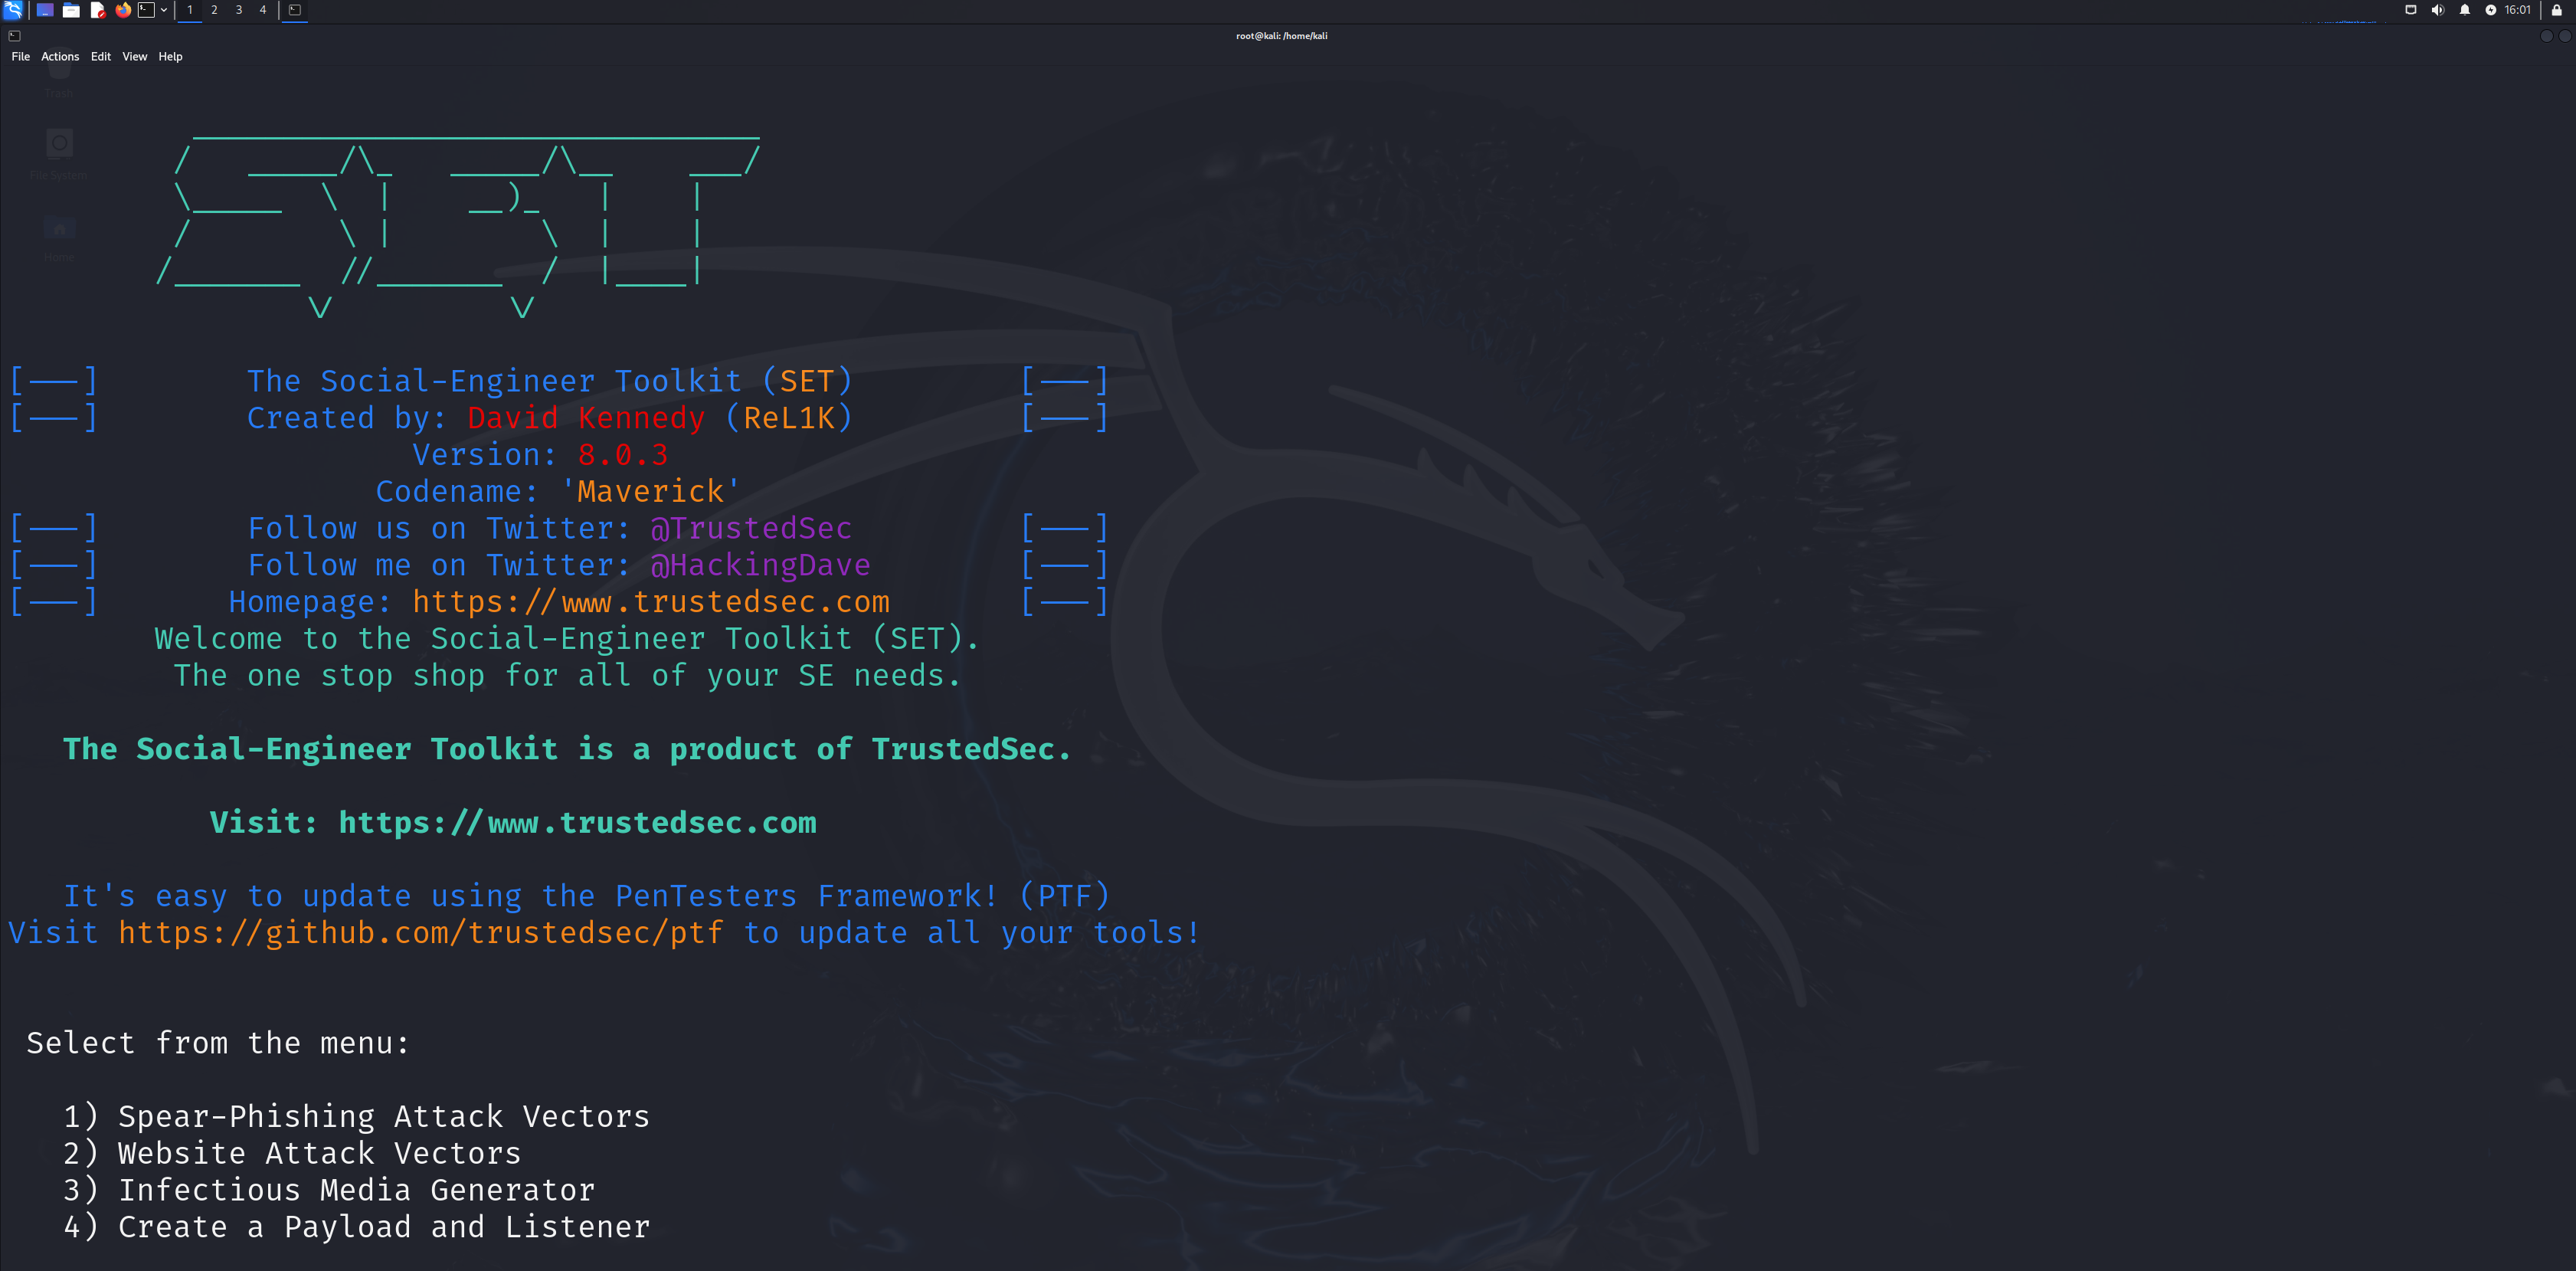 1 2 3 4
16:01
root@kali: /home/kali
File Actions Edit View Help
Trash
File System
Home
[---] The Social-Engineer Toolkit (SET) [---]
[---] Created by: David Kennedy (ReL1K) [---]
Version: 8.0.3
Codename: 'Maverick'
[---] Follow us on Twitter: @TrustedSec [---]
[---] Follow me on Twitter: @HackingDave [---]
[---] Homepage: https://www.trustedsec.com [---]
Welcome to the Social-Engineer Toolkit (SET).
The one stop shop for all of your SE needs.
The Social-Engineer Toolkit is a product of TrustedSec.
Visit: https://www.trustedsec.com
It's easy to update using the PenTesters Framework! (PTF)
Visit https://github.com/trustedsec/ptf to update all your tools!
Select from the menu:
1) Spear-Phishing Attack Vectors
2) Website Attack Vectors
3) Infectious Media Generator
4) Create a Payload and Listener